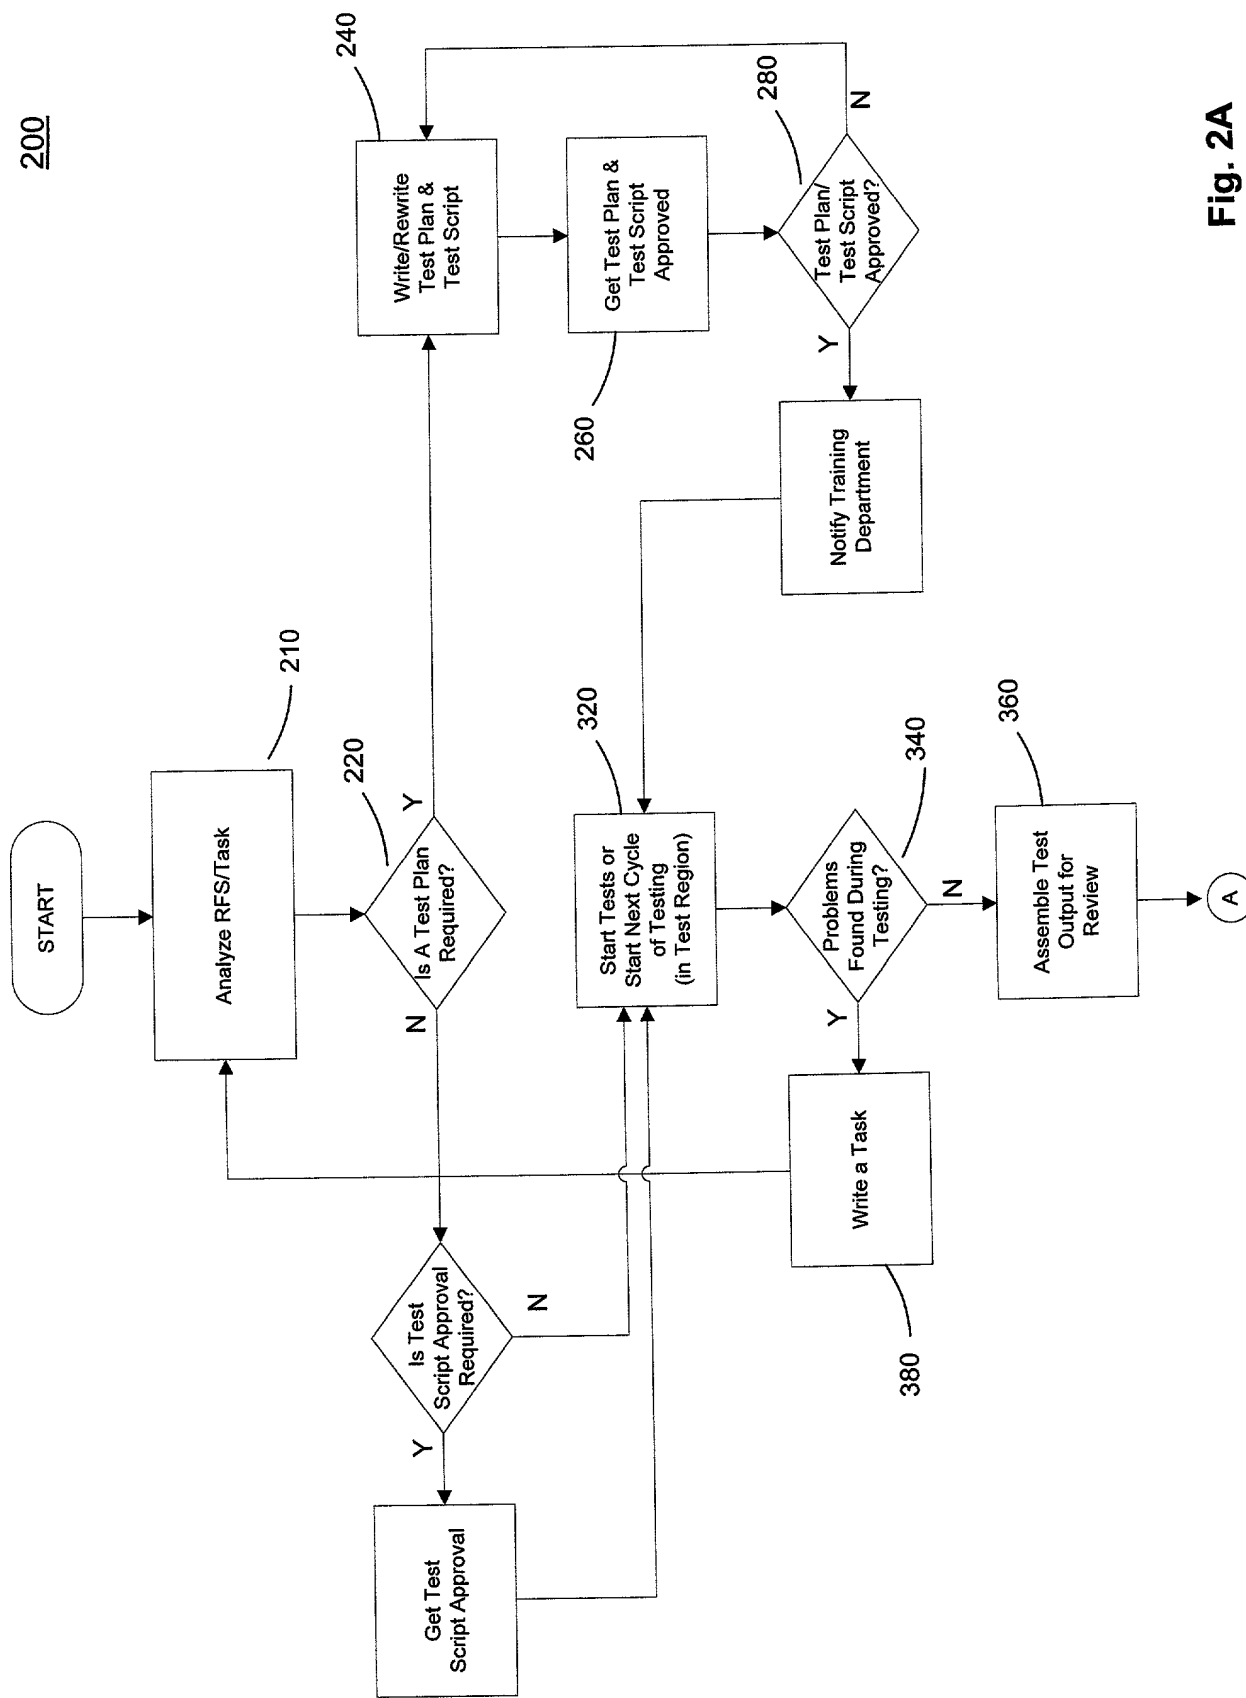 200
START
Analyze RFS/Task
210
Is A Test Plan
Required?
220
Y
N
Write/Rewrite
Test Plan &
Test Script
240
Get Test Plan &
Test Script
Approved
260
Test Plan/
Test Script
Approved?
280
N
Y
Notify Training
Department
Is Test
Script Approval
Required?
Y
N
Get Test
Script Approval
Start Tests or
Start Next Cycle
of Testing
(in Test Region)
320
Problems
Found During
Testing?
340
Y
N
Write a Task
380
Assemble Test
Output for
Review
360
A
Fig. 2A